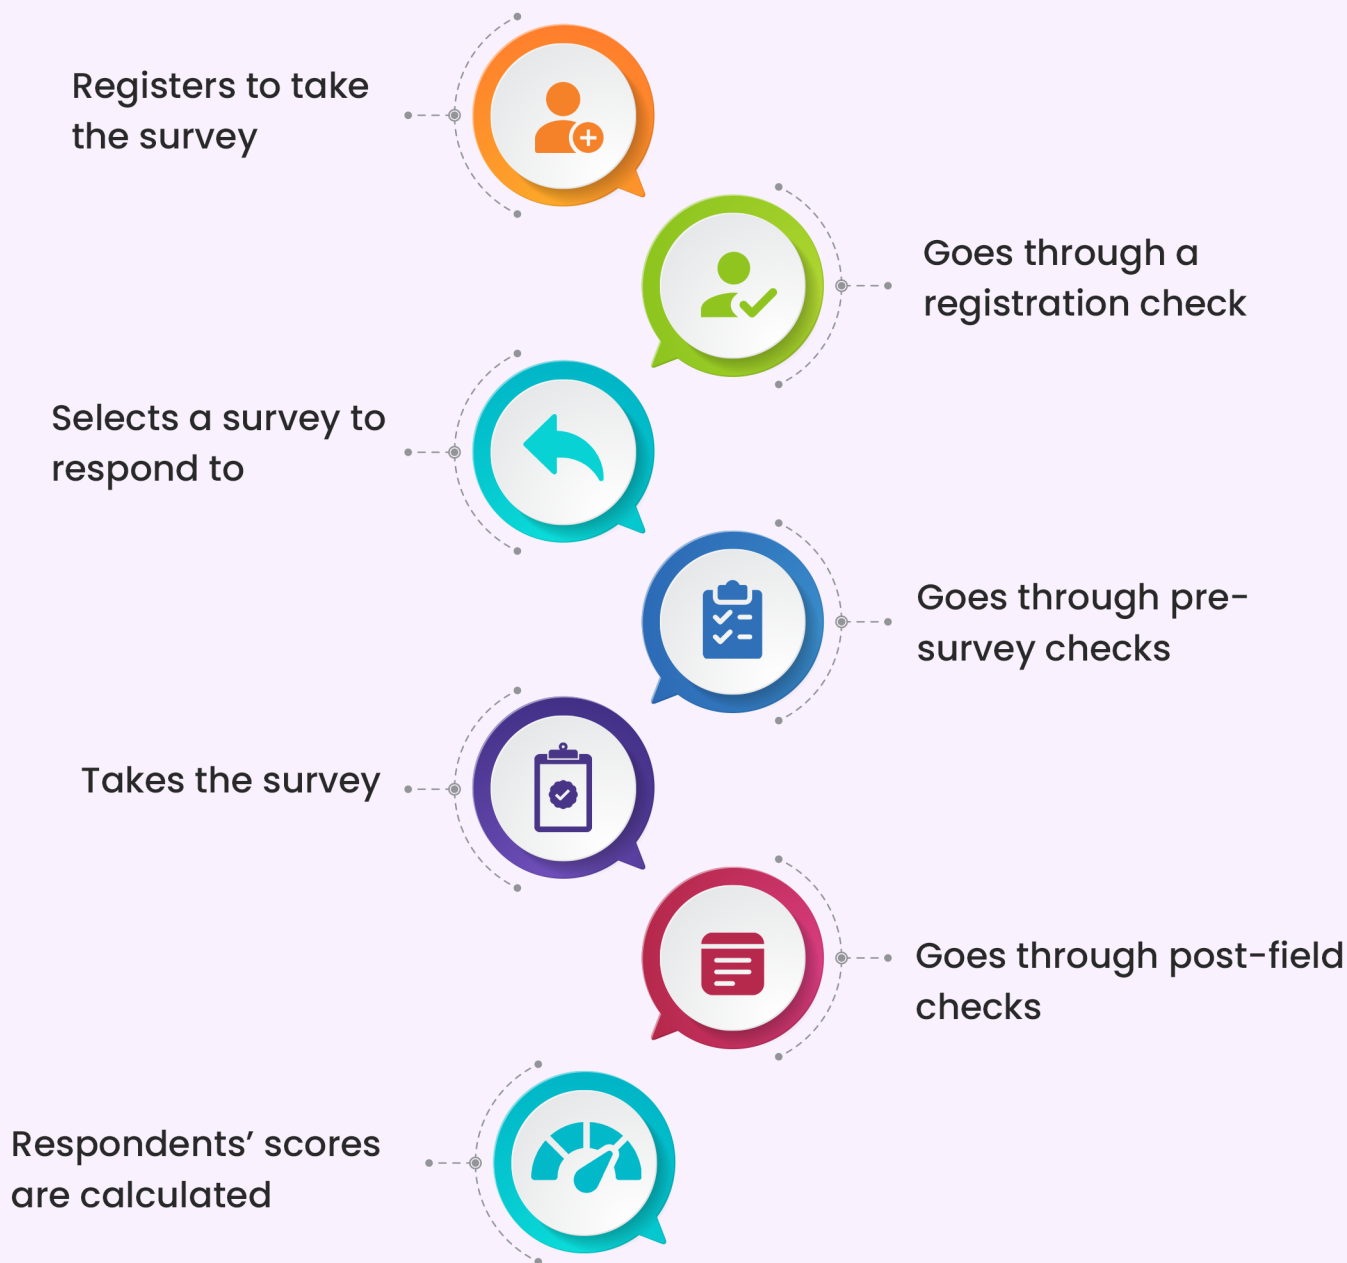 Registers to take
the survey
Goes through a
registration check
Selects a survey to
respond to
Goes through pre-
survey checks
Takes the survey
Goes through post-field
checks
Respondents’ scores
are calculated